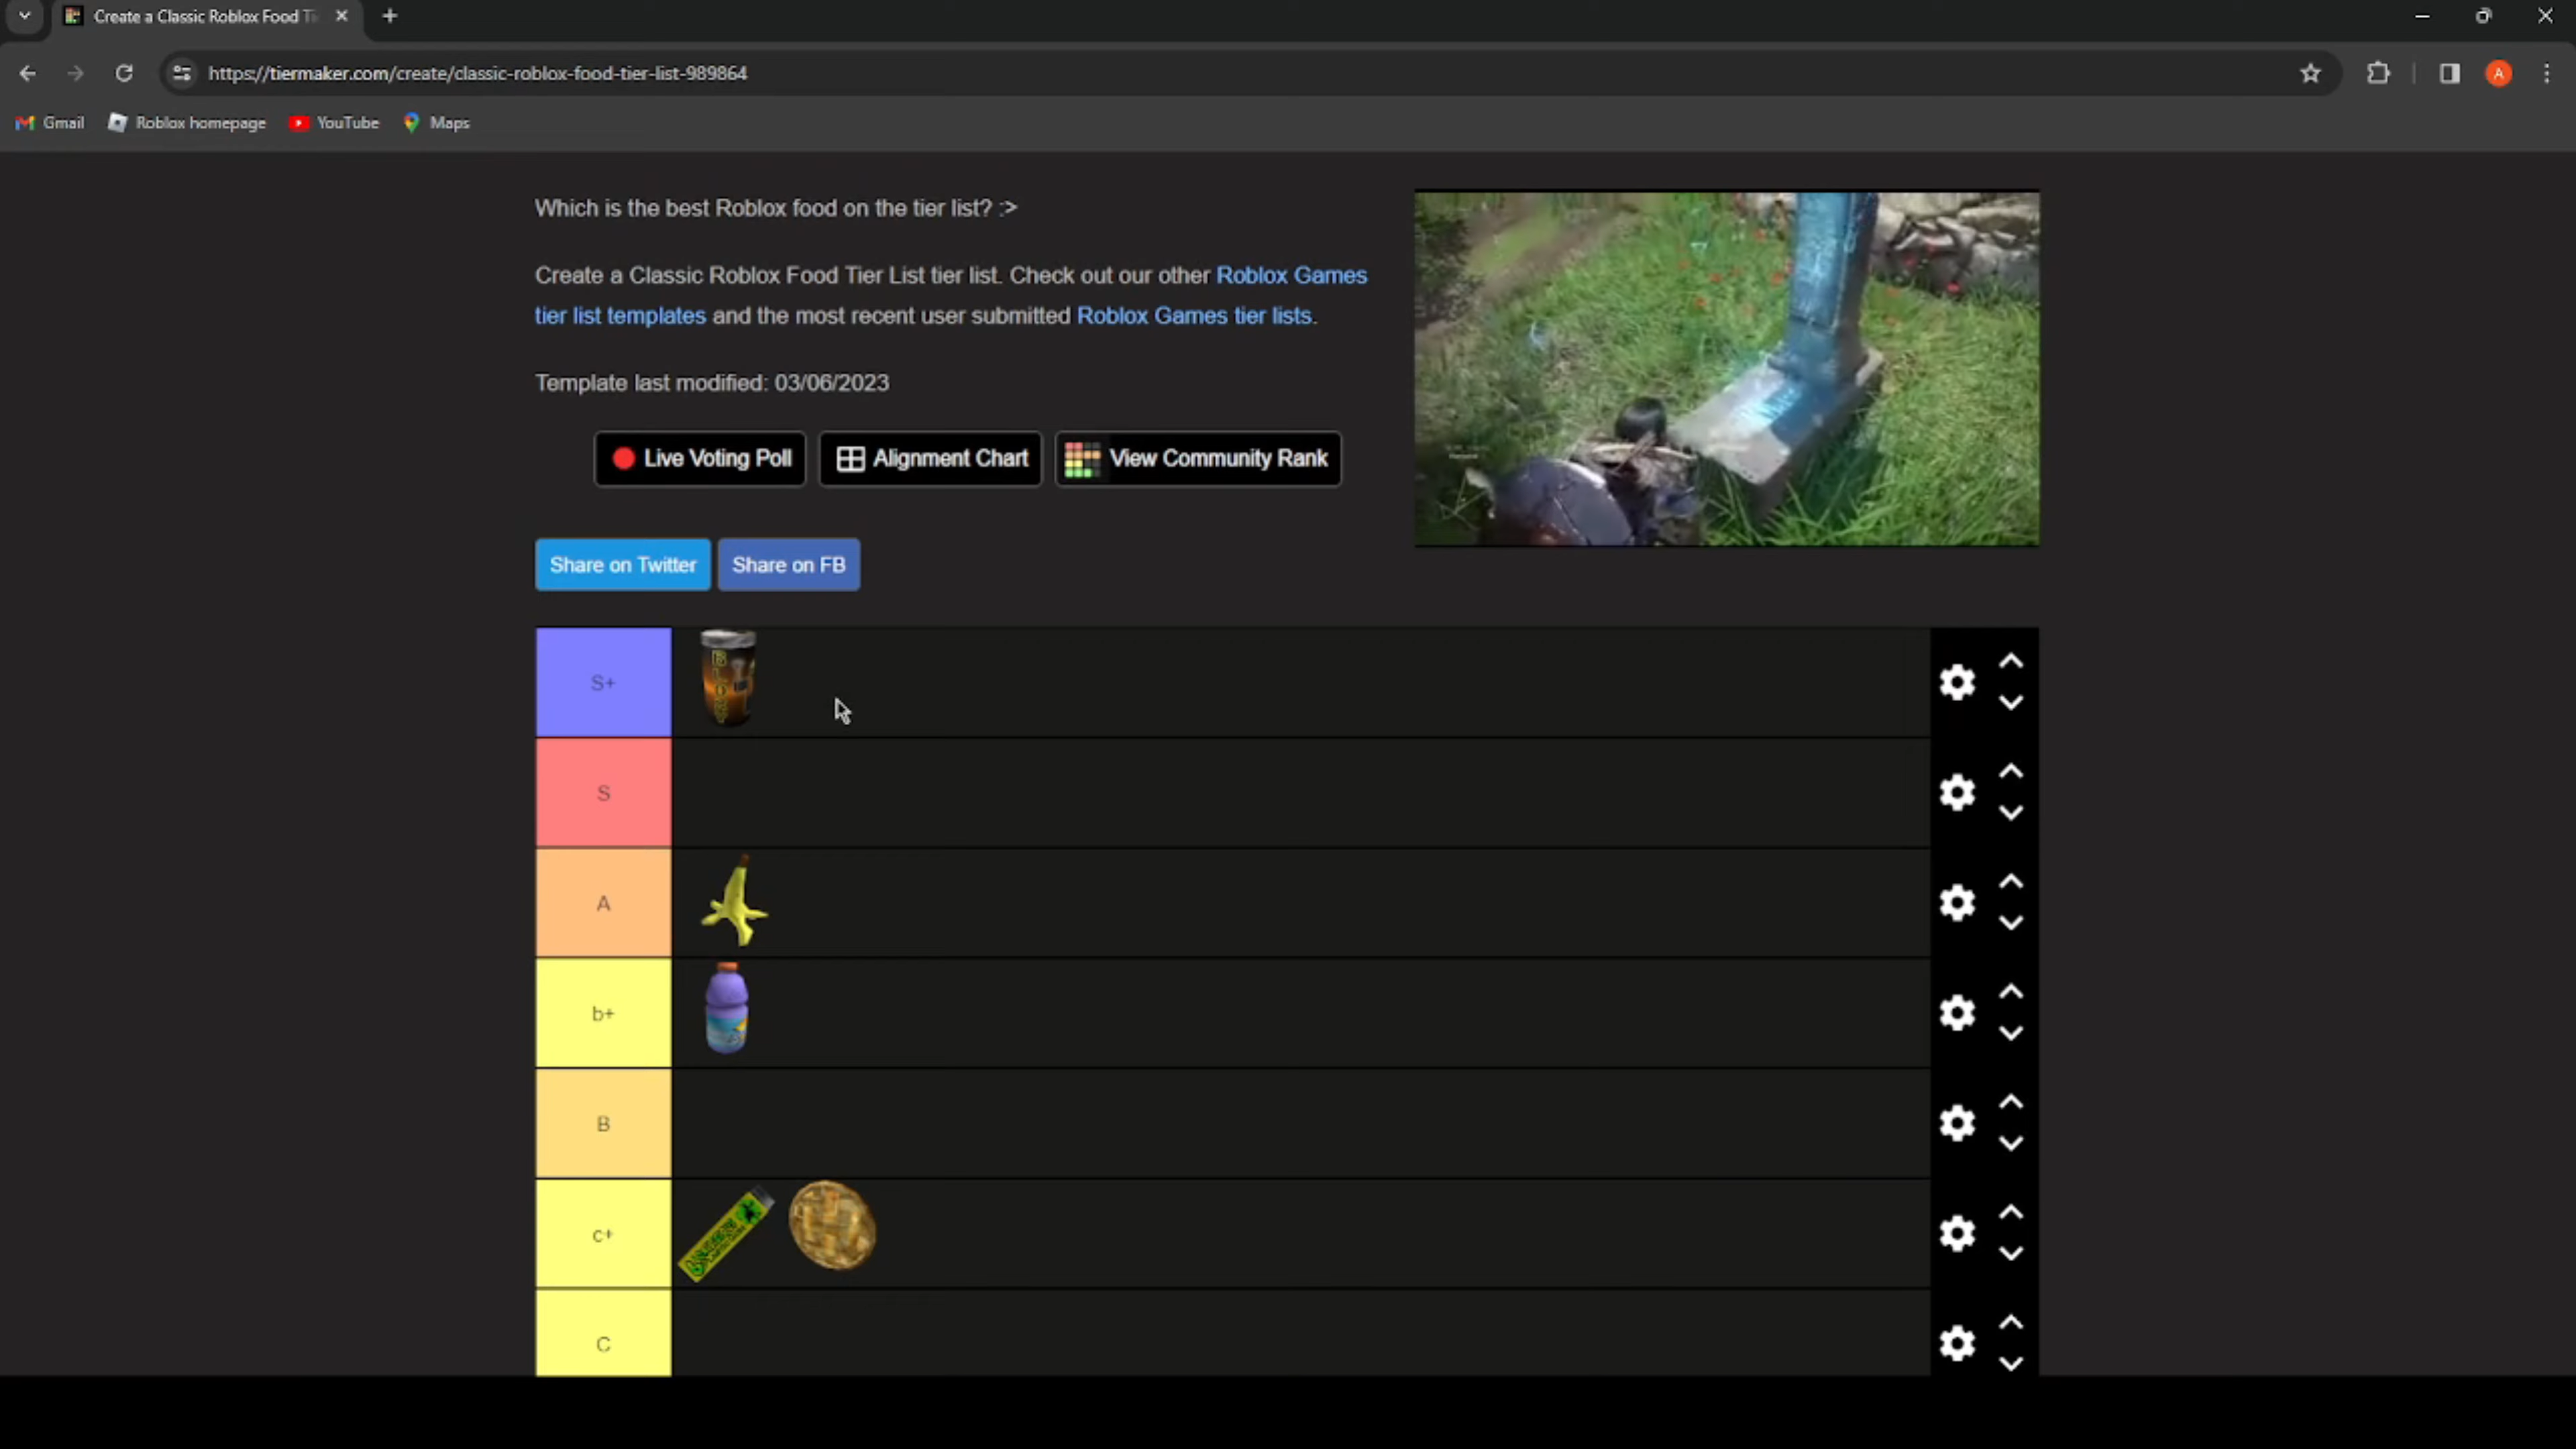 Create a Classic Roblox Food Ti
https://tiermaker.com/create/classic-roblox-food-tier-list-989864
A
Gmail
Roblox homepage
YouTube
Maps
Which is the best Roblox food on the tier list? :>
Create a Classic Roblox Food Tier List tier list. Check out our other Roblox Games
tier list templates and the most recent user submitted Roblox Games tier lists.
Template last modified: 03/06/2023
Live Voting Poll
Alignment Chart
View Community Rank
Share on Twitter
Share on FB
S+
S
A
b+
B
c+
C